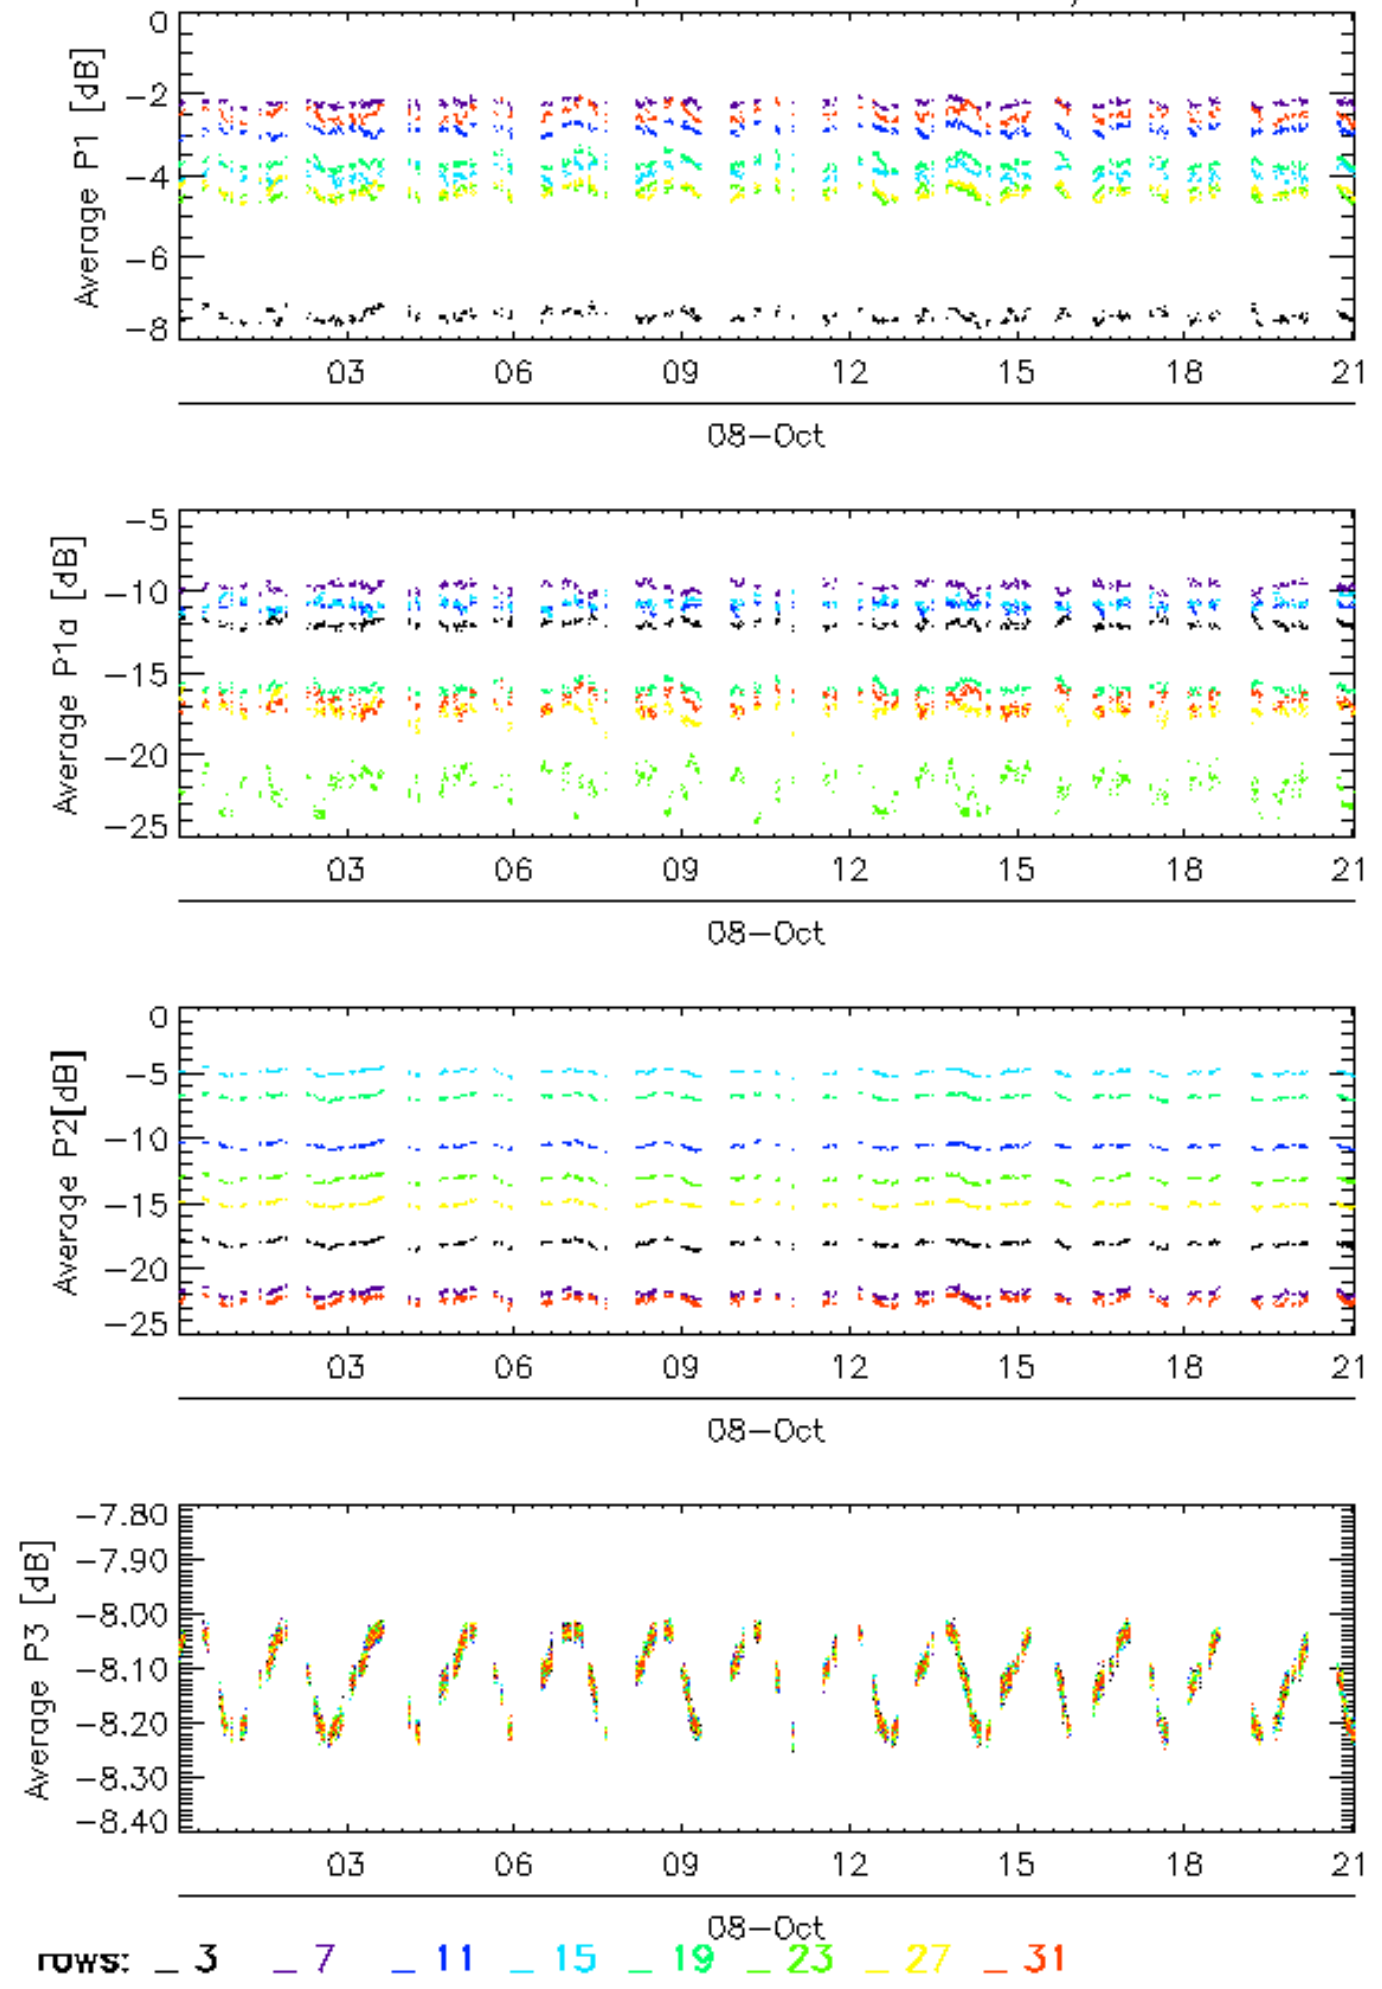 Average P1 [dB]
0
−2
−4
−6
−8
03 06 09 12 15 18 21
08−Oct
Average P1a [dB]
−5
−10
−15
−20
−25
03 06 09 12 15 18 21
08−Oct
Average P2[dB]
0
−5
−10
−15
−20
−25
03 06 09 12 15 18 21
08−Oct
Average P3 [dB]
−7.80
−7.90
−8.00
−8.10
−8.20
−8.30
−8.40
03 06 09 12 15 18 21
08−Oct
rows: _ 3 _ 7 _ 11 _ 15 _ 19 _ 23 _ 27 _ 31